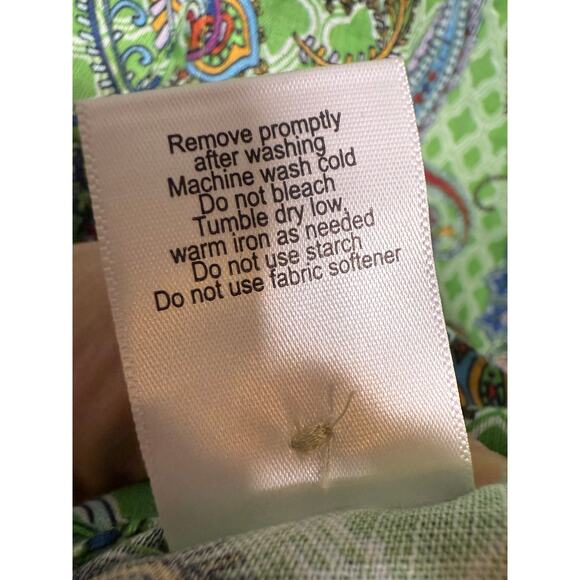 Remove promptly
after washing
Machine wash cold
Do not bleach
Tumble dry low,
warm iron as needed
Do not use starch
Do not use fabric softener